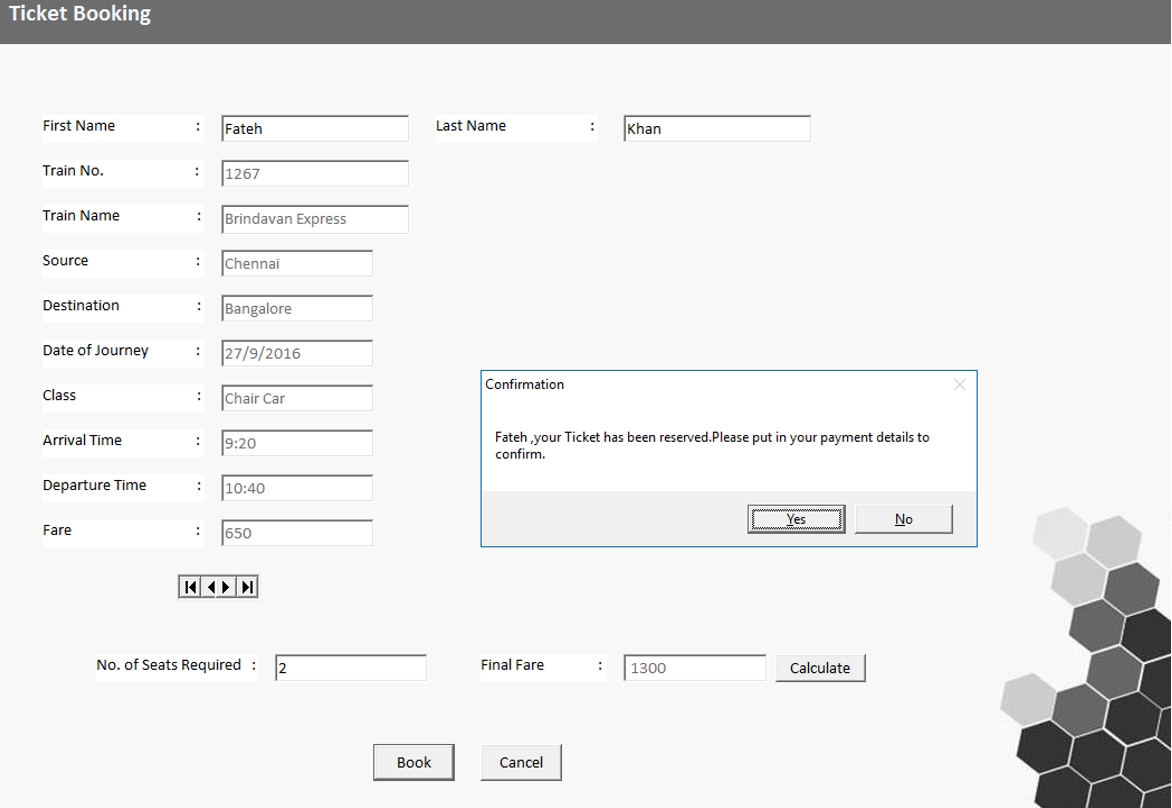 Ticket Booking
First Name : Fateh Last Name : Khan
Train No. : 1267
Train Name : Brindavan Express
Source : Chennai
Destination : Bangalore
Date of Journey : 27/9/2016
Class : Chair Car
Arrival Time : 9:20
Departure Time : 10:40
Fare : 650
Confirmation
Fateh ,your Ticket has been reserved.Please put in your payment details to
confirm.
Yes No
No. of Seats Required : 2 Final Fare : 1300 Calculate
Book Cancel